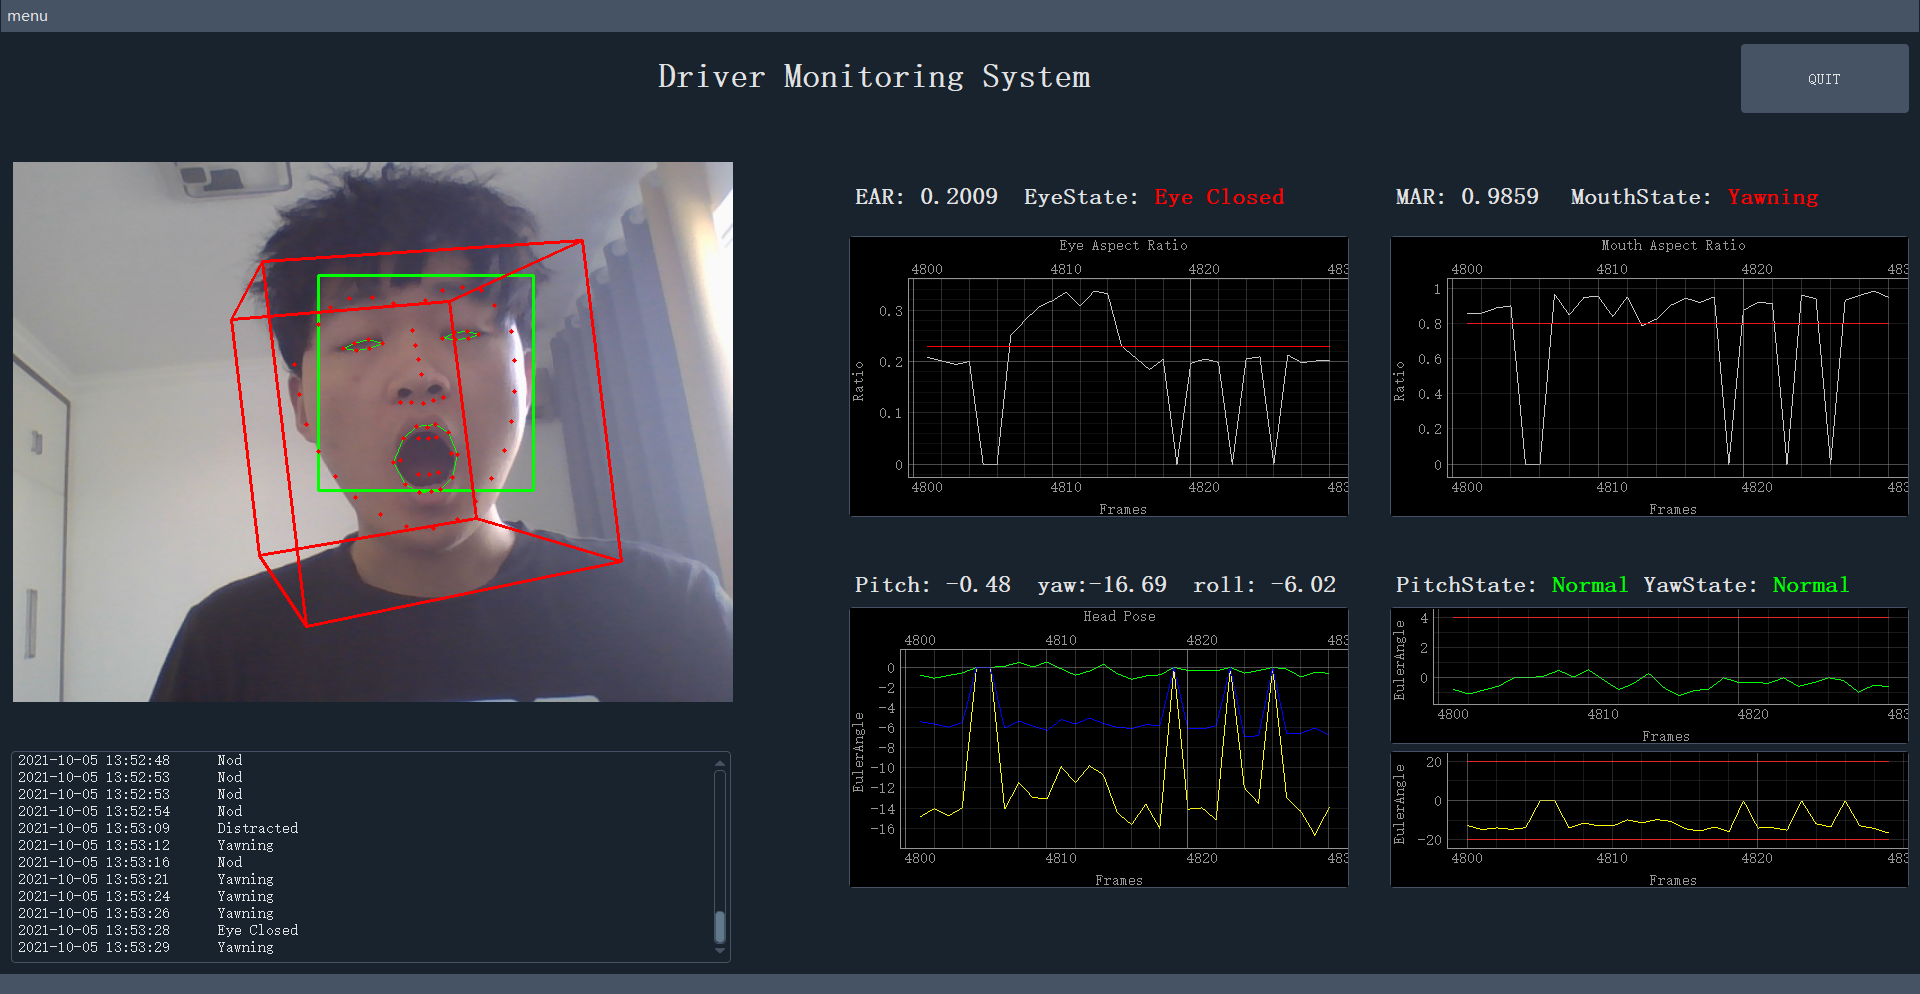 menu
Driver Monitoring System
QUIT
EAR: 0.2009 EyeState: Eye Closed
MAR: 0.9859 MouthState: Yawning
Eye Aspect Ratio
4800 4810 4820 483
0.3
0.2
0.1
0
Ratio
4800 4810 4820 483
Frames
Mouth Aspect Ratio
4800 4810 4820 483
1
0.8
0.6
0.4
0.2
0
Ratio
4800 4810 4820 483
Frames
Pitch: -0.48 yaw:-16.69 roll: -6.02
PitchState: Normal YawState: Normal
Head Pose
4800 4810 4820 483
0
-2
-4
-6
-8
-10
-12
-14
-16
EulerAngle
4800 4810 4820 483
Frames
4
2
0
EulerAngle
4800 4810 4820 483
Frames
20
0
-20
EulerAngle
4800 4810 4820 483
Frames
2021-10-05 13:52:48 Nod
2021-10-05 13:52:53 Nod
2021-10-05 13:52:53 Nod
2021-10-05 13:52:54 Nod
2021-10-05 13:53:09 Distracted
2021-10-05 13:53:12 Yawning
2021-10-05 13:53:16 Nod
2021-10-05 13:53:21 Yawning
2021-10-05 13:53:24 Yawning
2021-10-05 13:53:26 Yawning
2021-10-05 13:53:28 Eye Closed
2021-10-05 13:53:29 Yawning